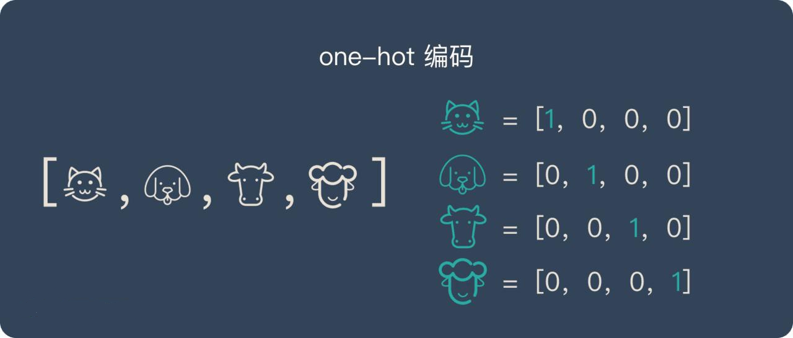 one-hot 编码
[ , , , ]
= [1, 0, 0, 0]
= [0, 1, 0, 0]
= [0, 0, 1, 0]
= [0, 0, 0, 1]